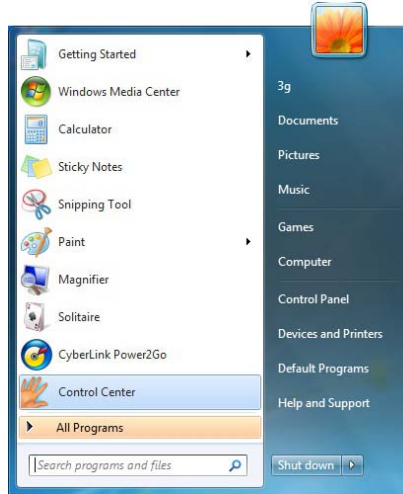 Getting Started
Windows Media Center
Calculator
Sticky Notes
Snipping Tool
Paint
Magnifier
Solitaire
CyberLink Power2Go
Control Center
All Programs
Search programs and files
3g
Documents
Pictures
Music
Games
Computer
Control Panel
Devices and Printers
Default Programs
Help and Support
Shut down